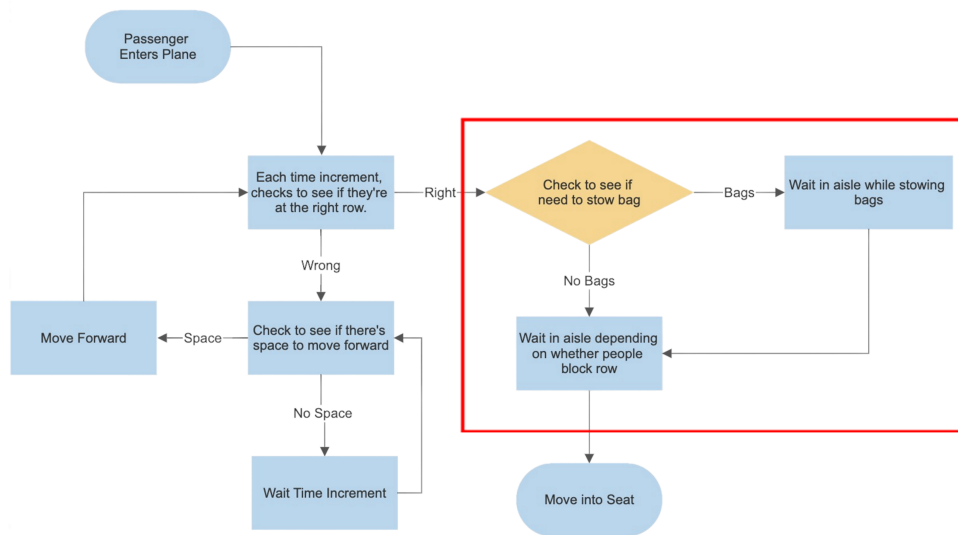 Passenger
Enters Plane
Each time increment,
checks to see if they're
at the right row.
Right
Check to see if
need to stow bag
Bags
Wait in aisle while stowing
bags
Wrong
No Bags
Move Forward
Space
Check to see if there's
space to move forward
Wait in aisle depending
on whether people
block row
No Space
Wait Time Increment
Move into Seat